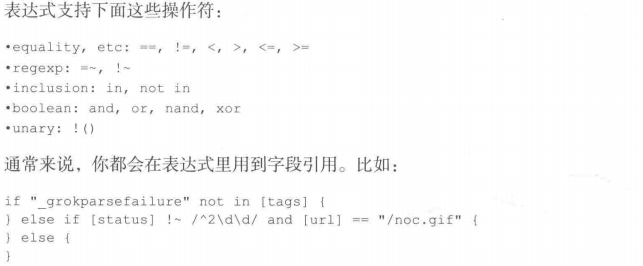 表达式支持下面这些操作符：
•equality, etc: ==, !=, <, >, <=, >=
•regexp: =~, !~
•inclusion: in, not in
•boolean: and, or, nand, xor
•unary: !()
通常来说，你都会在表达式里用到字段引用。比如：
if "_grokparsefailure" not in [tags] {
} else if [status] !~ /^2\d\d/ and [url] == "/noc.gif" {
} else {
}